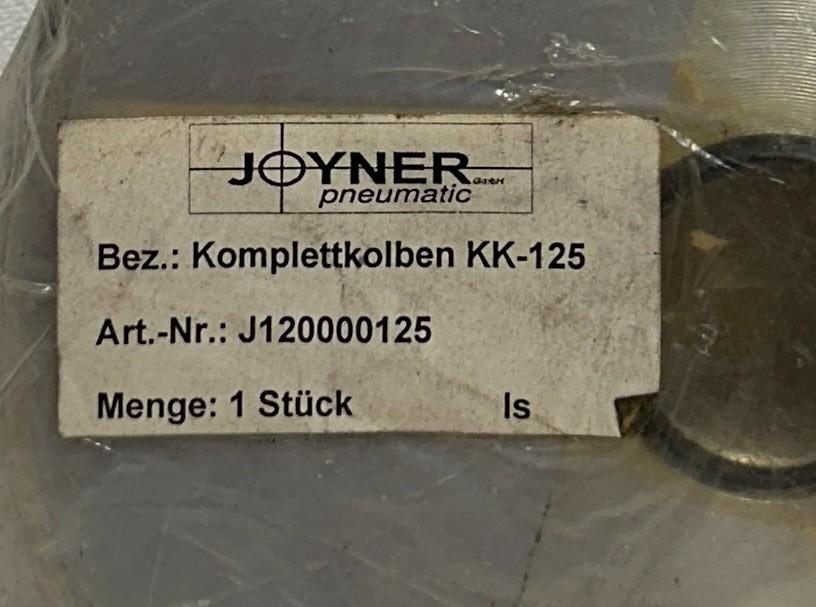 JOYNER GmbH
pneumatic
Bez.: Komplettkolben KK-125
Art.-Nr.: J120000125
Menge: 1 Stück ls